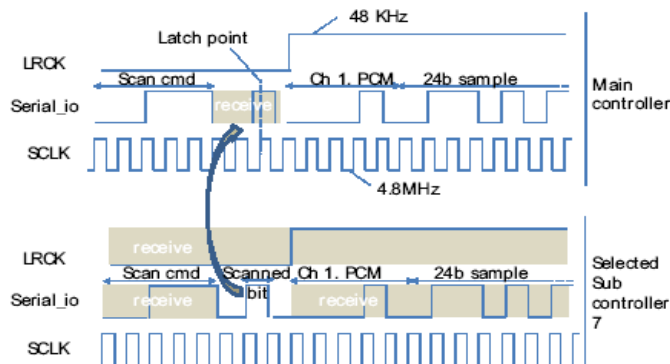 48 KHz
Latch point
LRCK
Scan cmd
Ch 1. PCM
24b sample
Serial_io
receive
Main
controller
SCLK
4.8MHz
LRCK
receive
Scan cmd
Scanned
bit
Ch 1. PCM
24b sample
Serial_io
receive
receive
Selected
Sub
controller
7
SCLK